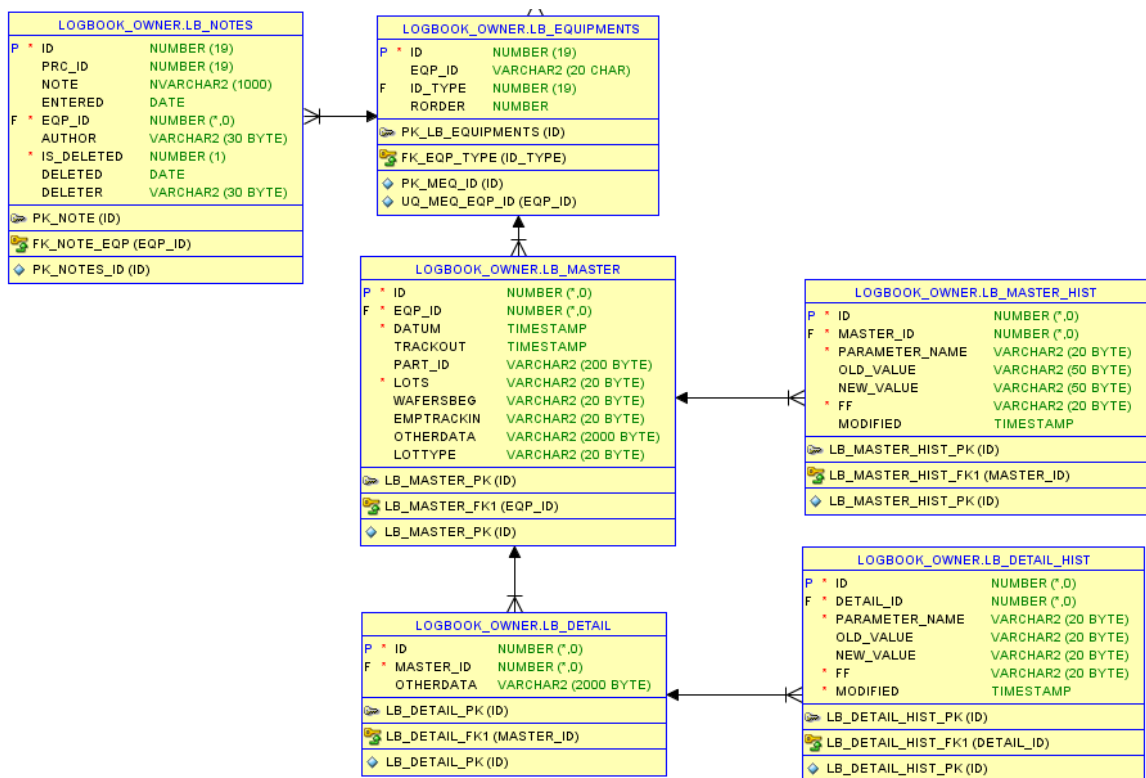 LOGBOOK_OWNER.LB_NOTES
P * ID NUMBER (19)
PRC_ID NUMBER (19)
NOTE NVARCHAR2 (1000)
ENTERED DATE
F * EQP_ID NUMBER (*,0)
AUTHOR VARCHAR2 (30 BYTE)
* IS_DELETED NUMBER (1)
DELETED DATE
DELETER VARCHAR2 (30 BYTE)
PK_NOTE (ID)
FK_NOTE_EQP (EQP_ID)
PK_NOTES_ID (ID)
LOGBOOK_OWNER.LB_EQUIPMENTS
P * ID NUMBER (19)
EQP_ID VARCHAR2 (20 CHAR)
F ID_TYPE NUMBER (19)
RORDER NUMBER
PK_LB_EQUIPMENTS (ID)
FK_EQP_TYPE (ID_TYPE)
PK_MEQ_ID (ID)
UQ_MEQ_EQP_ID (EQP_ID)
LOGBOOK_OWNER.LB_MASTER
P * ID NUMBER (*,0)
F * EQP_ID NUMBER (*,0)
* DATUM TIMESTAMP
TRACKOUT TIMESTAMP
PART_ID VARCHAR2 (200 BYTE)
* LOTS VARCHAR2 (20 BYTE)
WAFERSBEG VARCHAR2 (20 BYTE)
EMPTRACKIN VARCHAR2 (20 BYTE)
OTHERDATA VARCHAR2 (2000 BYTE)
LOTTYPE VARCHAR2 (20 BYTE)
LB_MASTER_PK (ID)
LB_MASTER_FK1 (EQP_ID)
LB_MASTER_PK (ID)
LOGBOOK_OWNER.LB_MASTER_HIST
P * ID NUMBER (*,0)
F * MASTER_ID NUMBER (*,0)
* PARAMETER_NAME VARCHAR2 (20 BYTE)
OLD_VALUE VARCHAR2 (50 BYTE)
NEW_VALUE VARCHAR2 (50 BYTE)
* FF VARCHAR2 (20 BYTE)
MODIFIED TIMESTAMP
LB_MASTER_HIST_PK (ID)
LB_MASTER_HIST_FK1 (MASTER_ID)
LB_MASTER_HIST_PK (ID)
LOGBOOK_OWNER.LB_DETAIL
P * ID NUMBER (*,0)
F * MASTER_ID NUMBER (*,0)
OTHERDATA VARCHAR2 (2000 BYTE)
LB_DETAIL_PK (ID)
LB_DETAIL_FK1 (MASTER_ID)
LB_DETAIL_PK (ID)
LOGBOOK_OWNER.LB_DETAIL_HIST
P * ID NUMBER (*,0)
F * DETAIL_ID NUMBER (*,0)
* PARAMETER_NAME VARCHAR2 (20 BYTE)
OLD_VALUE VARCHAR2 (20 BYTE)
NEW_VALUE VARCHAR2 (20 BYTE)
* FF VARCHAR2 (20 BYTE)
* MODIFIED TIMESTAMP
LB_DETAIL_HIST_PK (ID)
LB_DETAIL_HIST_FK1 (DETAIL_ID)
LB_DETAIL_HIST_PK (ID)